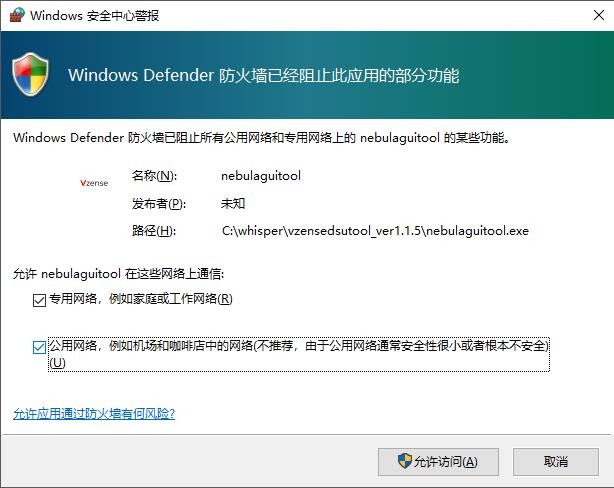 Windows 安全中心警报
Windows Defender 防火墙已经阻止此应用的部分功能
Windows Defender 防火墙已阻止所有公用网络和专用网络上的 nebulaguitool 的某些功能。
Vzense
名称(N): nebulaguitool
发布者(P): 未知
路径(H): C:\whisper\vzensedsutool_ver1.1.5\nebulaguitool.exe
允许 nebulaguitool 在这些网络上通信:
专用网络，例如家庭或工作网络(R)
公用网络，例如机场和咖啡店中的网络(不推荐，由于公用网络通常安全性很小或者根本不安全)
(U)
允许应用通过防火墙有何风险?
允许访问(A) 取消